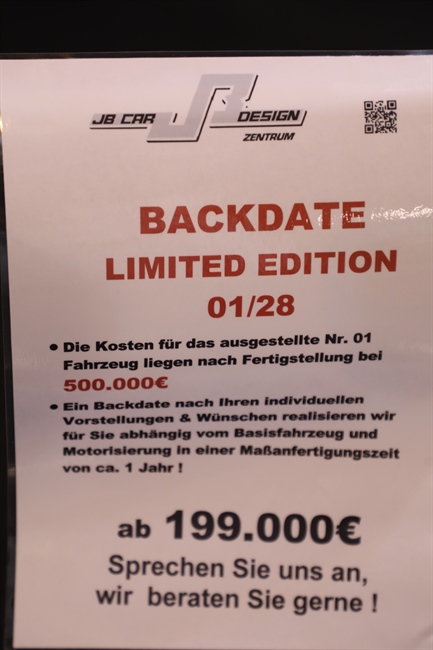 JB CAR DESIGN
ZENTRUM
BACKDATE
LIMITED EDITION
01/28
• Die Kosten für das ausgestellte Nr. 01
Fahrzeug liegen nach Fertigstellung bei
500.000€
• Ein Backdate nach Ihren individuellen
Vorstellungen & Wünschen realisieren wir
für Sie abhängig vom Basisfahrzeug und
Motorisierung in einer Maßanfertigungszeit
von ca. 1 Jahr !
ab 199.000€
Sprechen Sie uns an,
wir beraten Sie gerne !